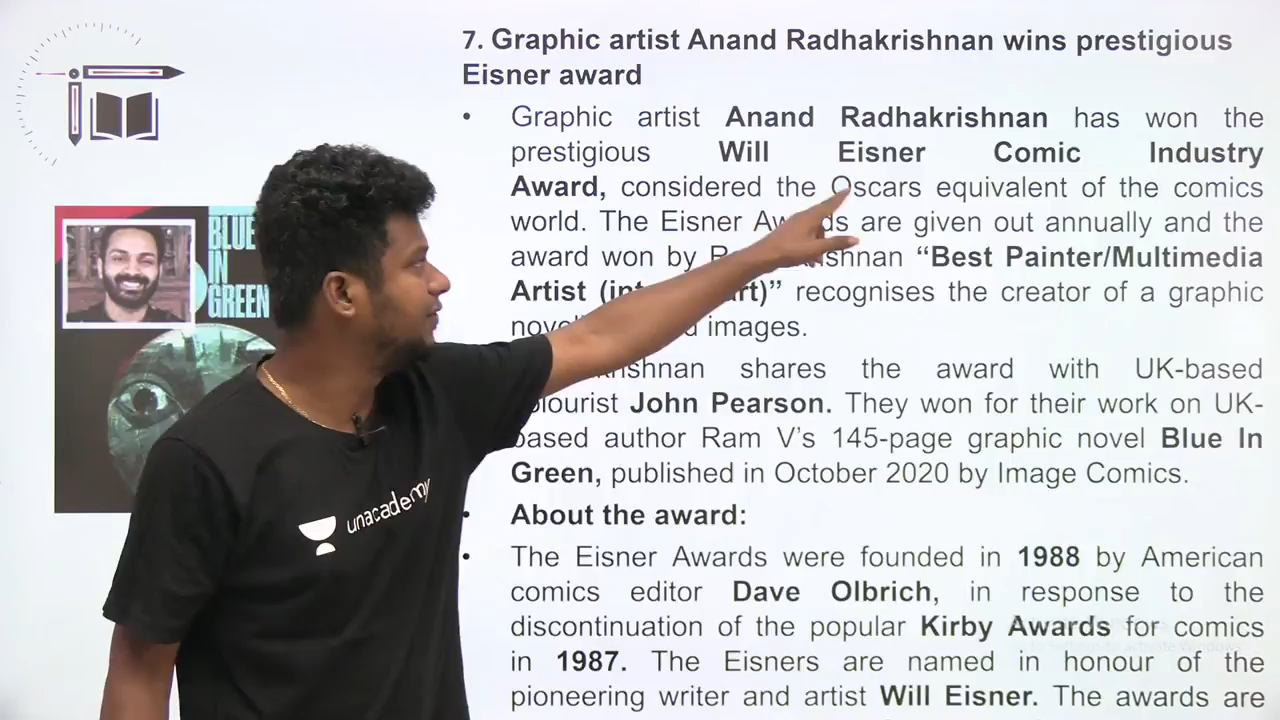 7. Graphic artist Anand Radhakrishnan wins prestigious
Eisner award
• Graphic artist Anand Radhakrishnan has won the
prestigious Will Eisner Comic Industry
Award, considered the Oscars equivalent of the comics
world. The Eisner are given out annually and the
award won by “Best Painter/Multimedia
Artist recognises the creator of a graphic
images.
shares the award with UK-based
John Pearson. They won for their work on UK-
based author Ram V’s 145-page graphic novel Blue In
Green, published in October 2020 by Image Comics.
• About the award:
• The Eisner Awards were founded in 1988 by American
comics editor Dave Olbrich, in response to the
discontinuation of the popular Kirby Awards for comics
in 1987. The Eisners are named in honour of the
pioneering writer and artist Will Eisner. The awards are
BLUE
IN
GREEN
unacademy